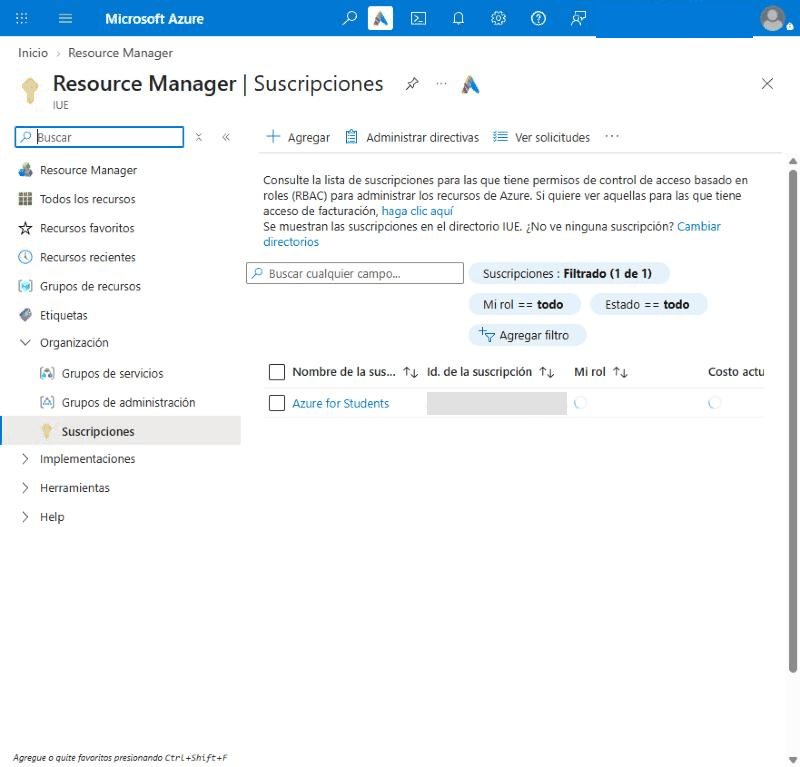 Microsoft Azure
Inicio > Resource Manager
Resource Manager | Suscripciones
IUE
Buscar
Resource Manager
Todos los recursos
Recursos favoritos
Recursos recientes
Grupos de recursos
Etiquetas
Organización
Grupos de servicios
Grupos de administración
Suscripciones
Implementaciones
Herramientas
Help
Agregar
Administrar directivas
Ver solicitudes
Consulte la lista de suscripciones para las que tiene permisos de control de acceso basado en
roles (RBAC) para administrar los recursos de Azure. Si quiere ver aquellas para las que tiene
acceso de facturación, haga clic aquí
Se muestran las suscripciones en el directorio IUE. ¿No ve ninguna suscripción? Cambiar
directorios
Buscar cualquier campo...
Suscripciones : Filtrado (1 de 1)
Mi rol == todo
Estado == todo
Agregar filtro
Nombre de la sus... Id. de la suscripción Mi rol Costo actu
Azure for Students
Agregue o quite favoritos presionando Ctrl+Shift+F